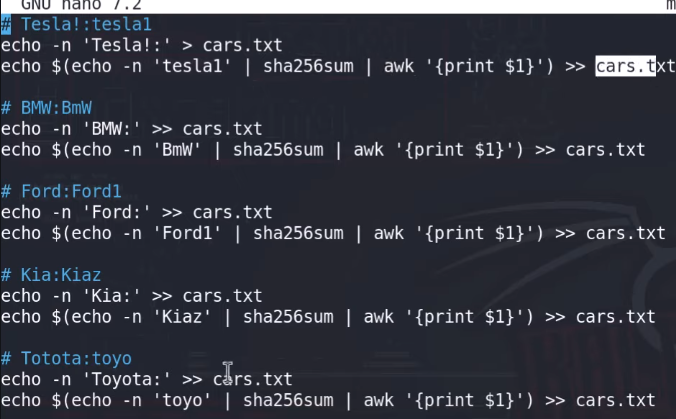 GNU nano 7.2 m
# Tesla!:tesla1
echo -n 'Tesla!:' > cars.txt
echo $(echo -n 'tesla1' | sha256sum | awk '{print $1}') >> cars.txt
# BMW:BmW
echo -n 'BMW:' >> cars.txt
echo $(echo -n 'BmW' | sha256sum | awk '{print $1}') >> cars.txt
# Ford:Ford1
echo -n 'Ford:' >> cars.txt
echo $(echo -n 'Ford1' | sha256sum | awk '{print $1}') >> cars.txt
# Kia:Kiaz
echo -n 'Kia:' >> cars.txt
echo $(echo -n 'Kiaz' | sha256sum | awk '{print $1}') >> cars.txt
# Totota:toyo
echo -n 'Toyota:' >> cars.txt
echo $(echo -n 'toyo' | sha256sum | awk '{print $1}') >> cars.txt